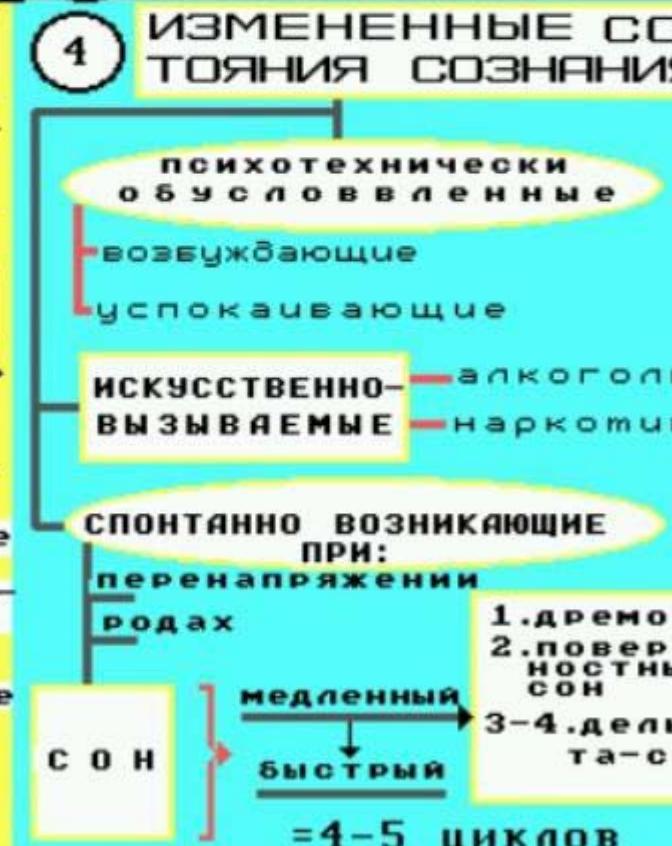 4
ИЗМЕНЕННЫЕ СО
ТОЯНИЯ СОЗНАНИЯ
ПСИХОТЕХНИЧЕСКИ
ОБУСЛОВВЛЕННЫЕ
возбуждающие
успокаивающие
ИСКУССТВЕННО-
ВЫЗЫВАЕМЫЕ
алкогол
наркоти
СПОНТАННО ВОЗНИКАЮЩИЕ
ПРИ:
перенапряжении
родах
СОН
медленный
быстрый
=4-5 циклов
1.дремо
2.повер
ностны
сон
3-4.дель
та-с